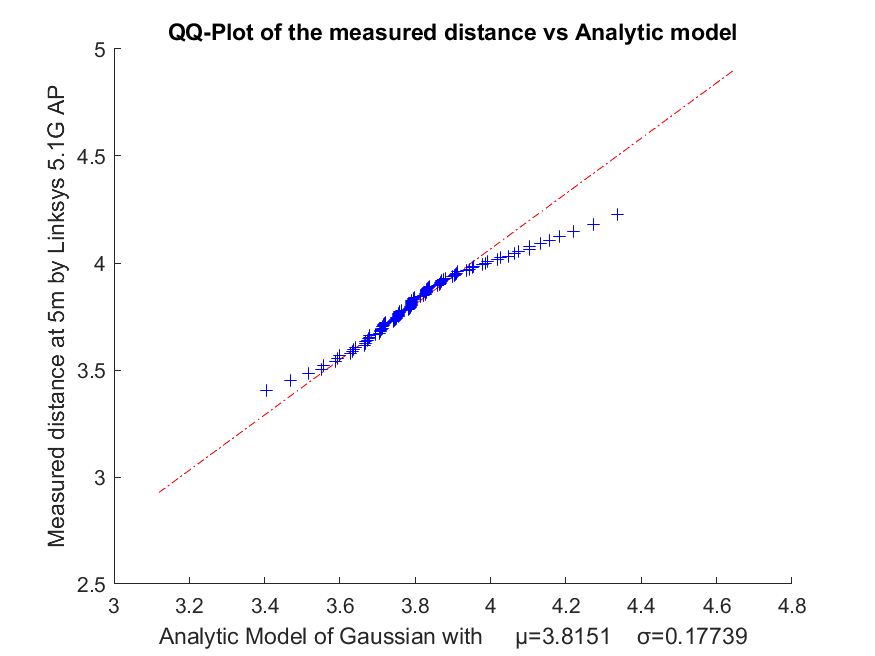 QQ-Plot of the measured distance vs Analytic model
Measured distance at 5m by Linksys 5.1G AP
5
4.5
4
3.5
3
2.5
3 3.2 3.4 3.6 3.8 4 4.2 4.4 4.6 4.8
Analytic Model of Gaussian with μ=3.8151 σ=0.17739